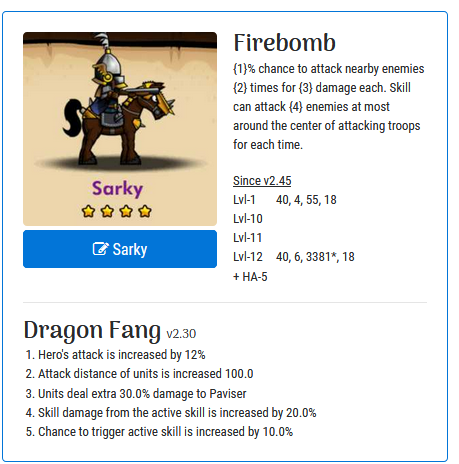 Firebomb
{1}% chance to attack nearby enemies
{2} times for {3} damage each. Skill
can attack {4} enemies at most
around the center of attacking troops
for each time.
Sarky
Sarky
Since v2.45
Lvl-1 40, 4, 55, 18
Lvl-10
Lvl-11
Lvl-12 40, 6, 3381*, 18
+ HA-5
Dragon Fang v2.30
1. Hero's attack is increased by 12%
2. Attack distance of units is increased 100.0
3. Units deal extra 30.0% damage to Paviser
4. Skill damage from the active skill is increased by 20.0%
5. Chance to trigger active skill is increased by 10.0%